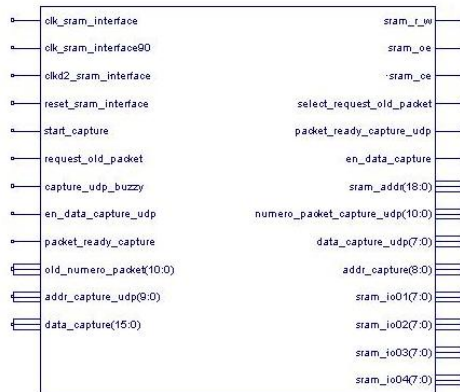 clk_sram_interface
sram_r_w
clk_sram_interface90
sram_oe
clkd2_sram_interface
sram_ce
reset_sram_interface
select_request_old_packet
start_capture
packet_ready_capture_udp
request_old_packet
en_data_capture
capture_udp_buzzy
sram_addr(18:0)
en_data_capture_udp
numero_packet_capture_udp(10:0)
packet_ready_capture
data_capture_udp(7:0)
old_numero_packet(10:0)
addr_capture(8:0)
addr_capture_udp(9:0)
sram_io01(7:0)
data_capture(15:0)
sram_io02(7:0)
sram_io03(7:0)
sram_io04(7:0)